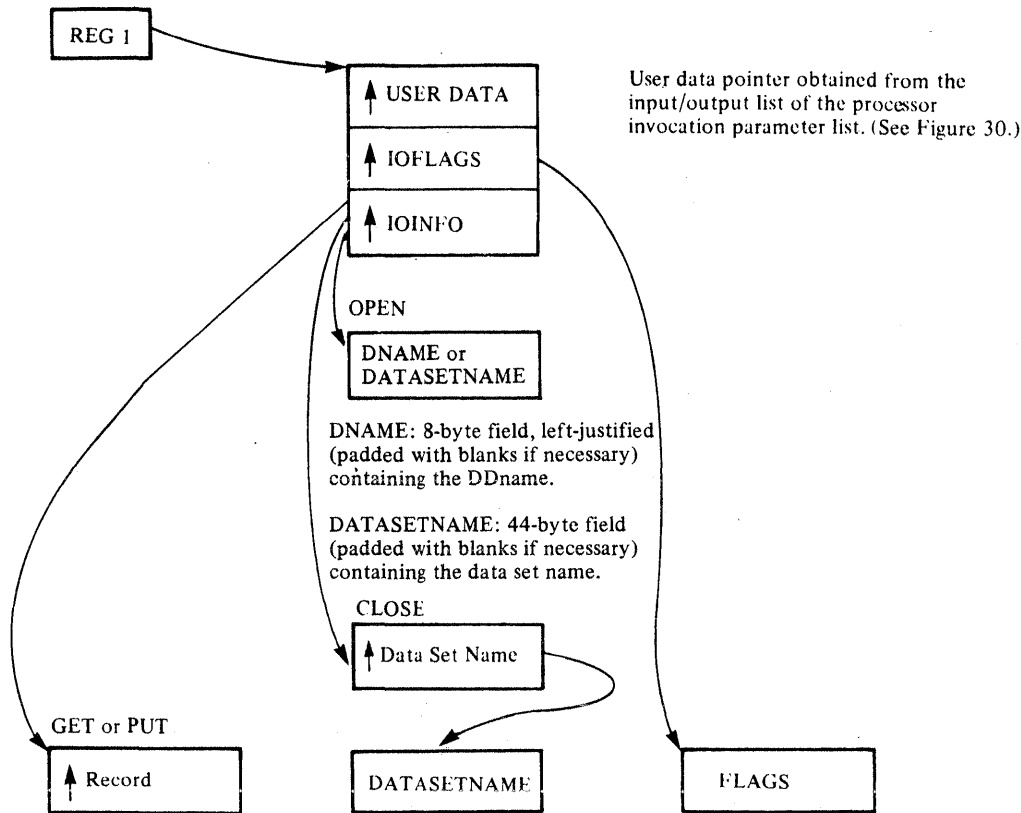 REG 1
↑ USER DATA
↑ IOFLAGS
↑ IOINFO
User data pointer obtained from the
input/output list of the processor
invocation parameter list. (See Figure 30.)
OPEN
DNAME or
DATASETNAME
DNAME: 8-byte field, left-justified
(padded with blanks if necessary)
containing the DDname.
DATASETNAME: 44-byte field
(padded with blanks if necessary)
containing the data set name.
CLOSE
↑ Data Set Name
GET or PUT
↑ Record
DATASETNAME
FLAGS